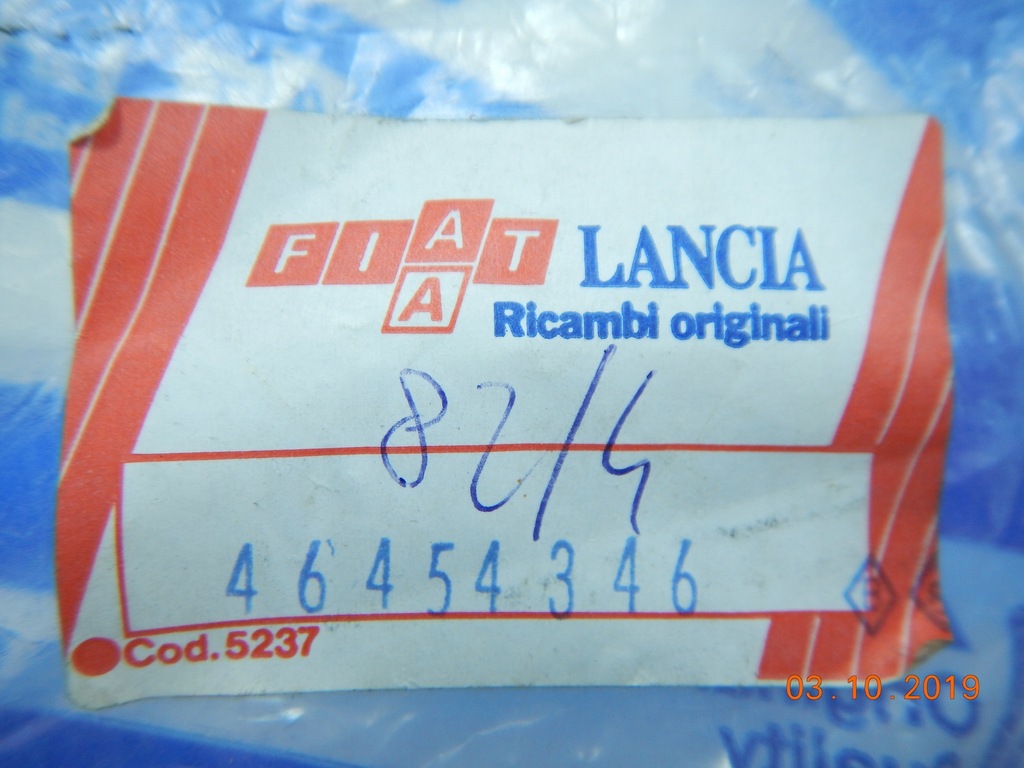 FIAT LANCIA
A
Ricambi originali
82/4
46454346
Cod. 5237
03.10.2019